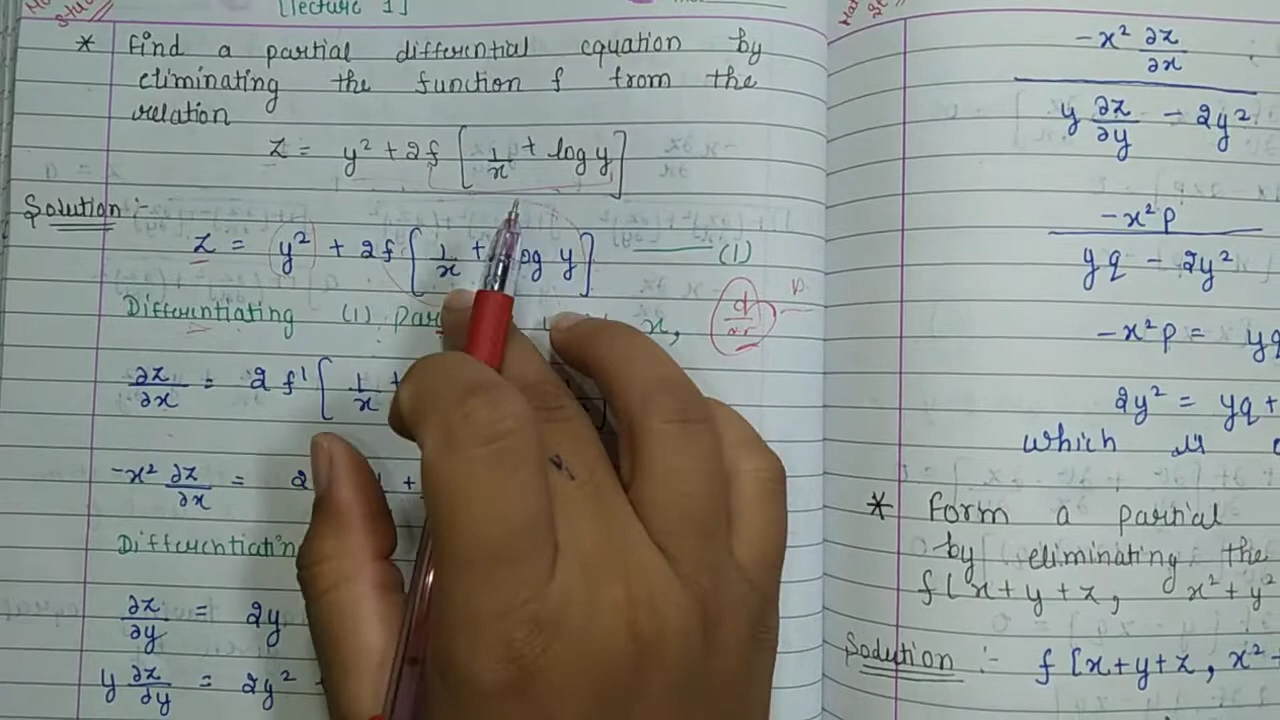 [lecture 1]
* Find a partial differential equation by
eliminating the function f from the
relation
z = y² + 2f [1/x + log y]
Solution :-
z = y² + 2f [1/x + log y] —— (1)
Differentiating (1) x,
∂z/∂x = 2 f' [1/x +
-x² ∂z/∂x = 2
Differentiatin
∂z/∂y = 2y
y ∂z/∂y = 2y²
-x² ∂z/∂x
y ∂z/∂y - 2y²
-x²p
yq - 2y²
-x²p = yq
2y² = yq +
which is
* Form a partial
by eliminating the
f(x+y+z, x²+y²
Solution :- f[x+y+z, x²+